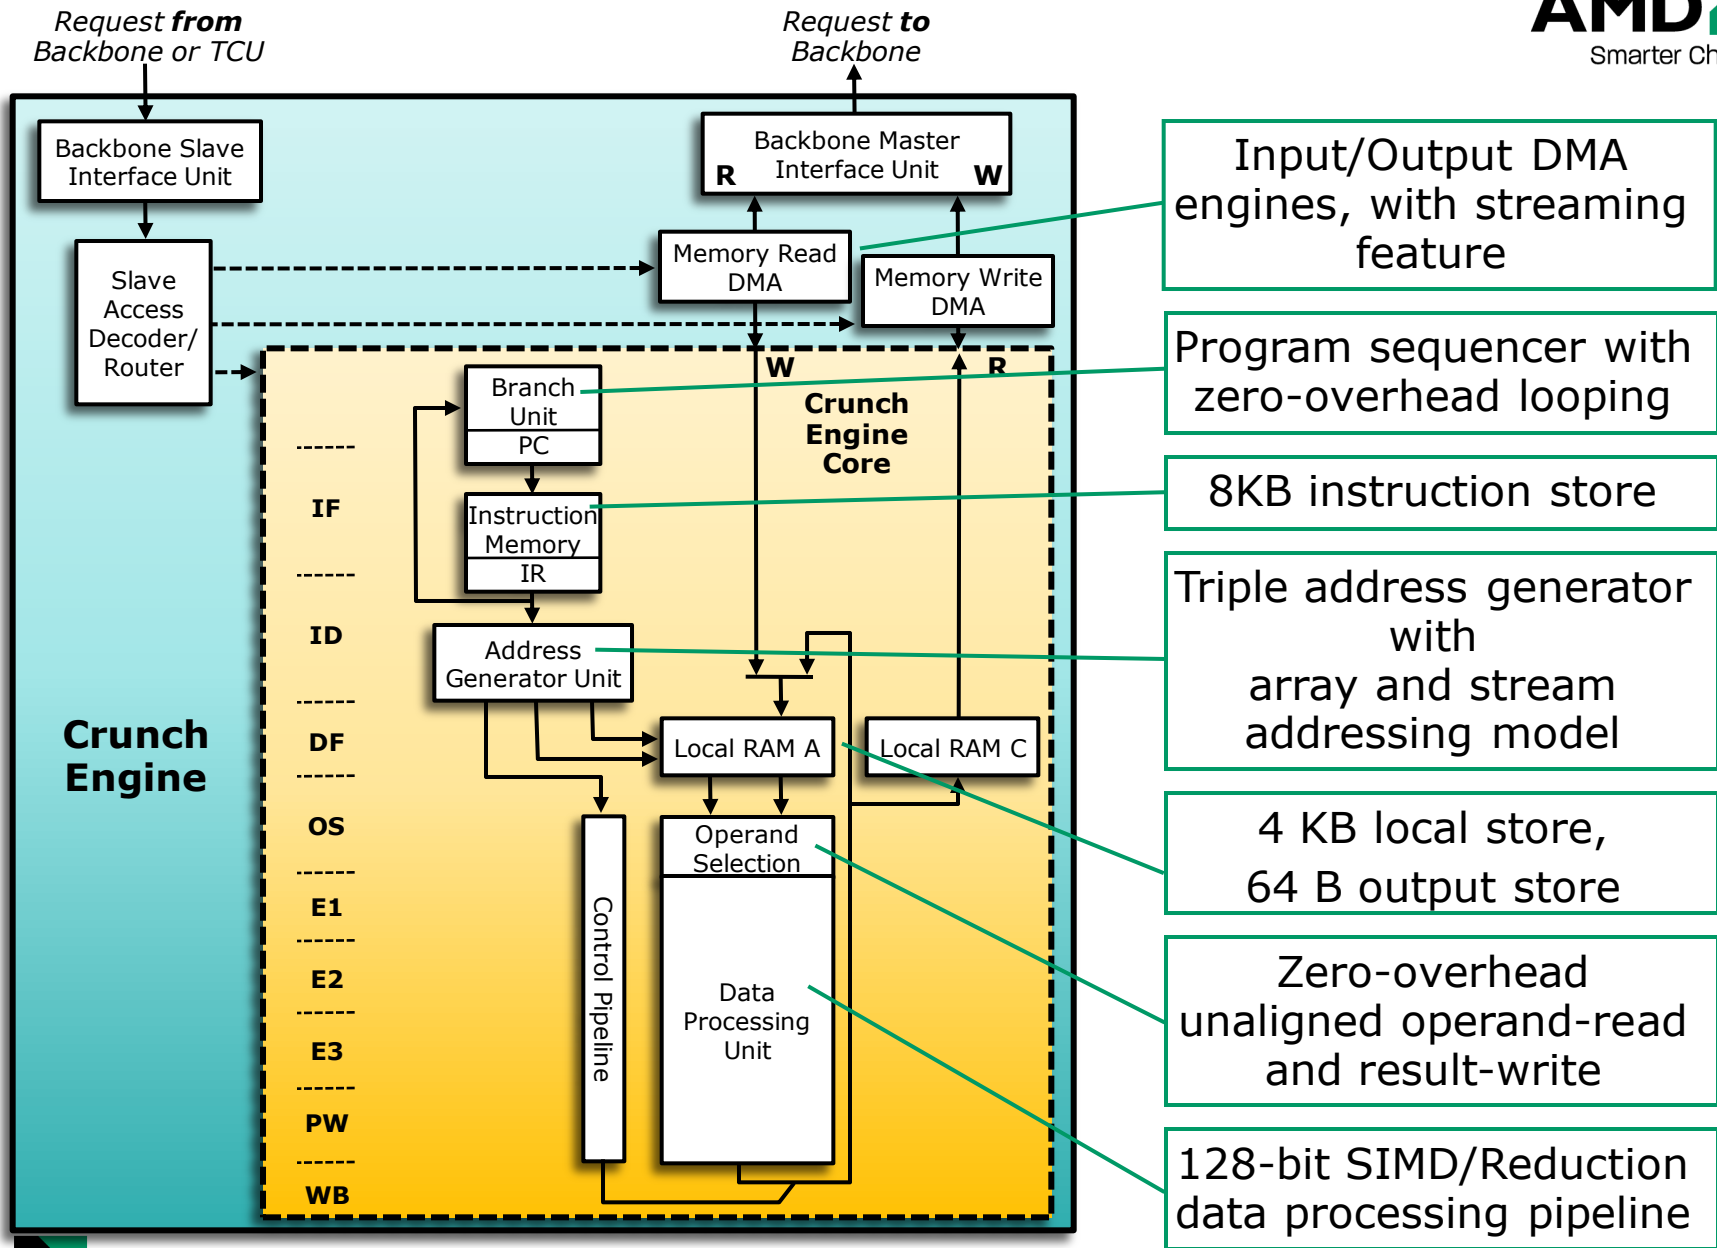 Request from
Backbone or TCU
Request to
Backbone
AMD
Smarter Ch
Backbone Slave
Interface Unit
Backbone Master
Interface Unit
R
W
Slave
Access
Decoder/
Router
Memory Read
DMA
Memory Write
DMA
W
R
Crunch
Engine
Core
Branch
Unit
PC
IF
Instruction
Memory
IR
ID
Address
Generator Unit
Crunch
Engine
DF
Local RAM A
Local RAM C
OS
Operand
Selection
E1
Control Pipeline
E2
Data
Processing
Unit
E3
PW
WB
Input/Output DMA
engines, with streaming
feature
Program sequencer with
zero-overhead looping
8KB instruction store
Triple address generator
with
array and stream
addressing model
4 KB local store,
64 B output store
Zero-overhead
unaligned operand-read
and result-write
128-bit SIMD/Reduction
data processing pipeline